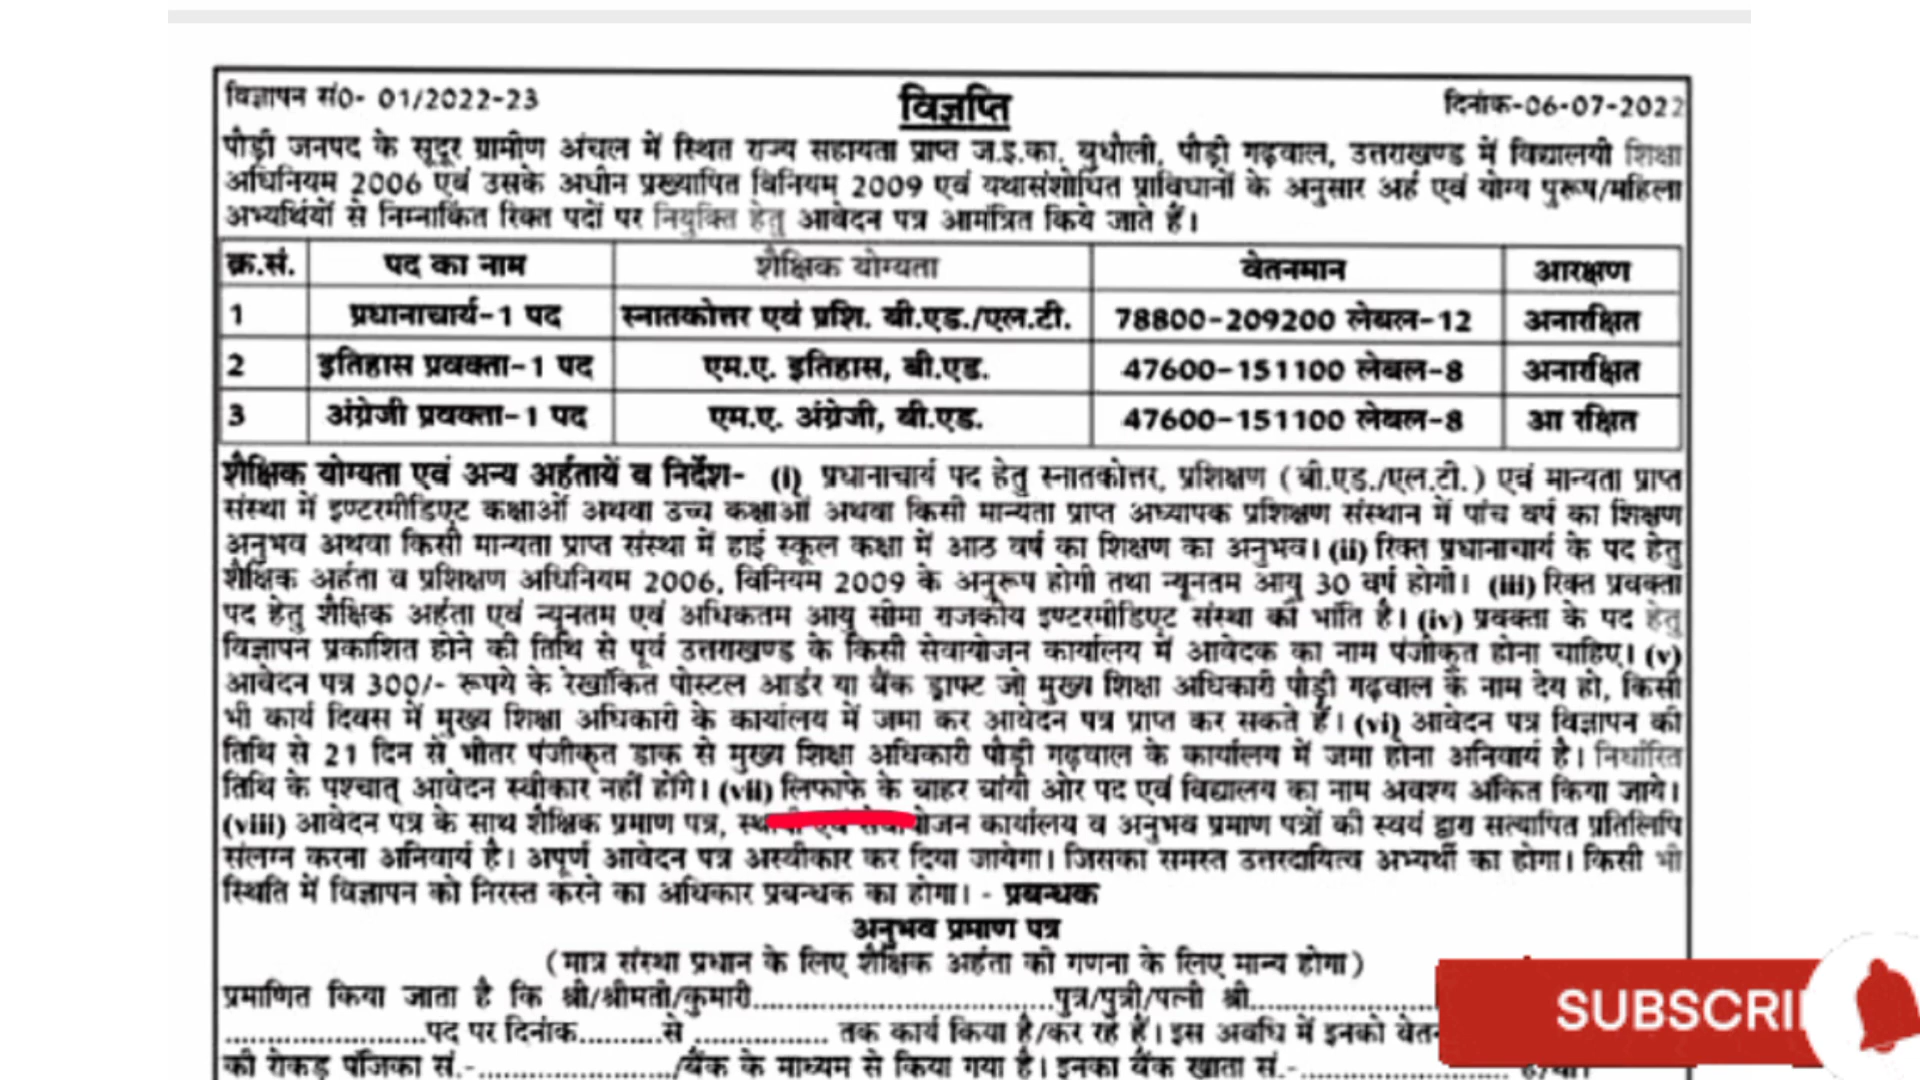 विज्ञापन सं0- 01/2022-23 विज्ञप्ति दिनांक-06-07-2022
पौड़ी जनपद के सूदूर ग्रामीण अंचल में स्थित राज्य सहायता प्राप्त ज.इ.का. बुधौली, पौड़ी गढ़वाल, उत्तराखण्ड में विद्यालयी शिक्षा
अधिनियम 2006 एवं उसके अधीन प्रख्यापित विनियम 2009 एवं यथासंशोधित प्राविधानों के अनुसार अर्ह एवं योग्य पुरूष/महिला
अभ्यर्थियों से निम्नांकित रिक्त पदों पर नियुक्ति हेतु आवेदन पत्र आमंत्रित किये जाते हैं।
क्र.सं. पद का नाम शैक्षिक योग्यता वेतनमान आरक्षण
1 प्रधानाचार्य-1 पद स्नातकोत्तर एवं प्रशि. बी.एड./एल.टी. 78800-209200 लेबल-12 अनारक्षित
2 इतिहास प्रवक्ता-1 पद एम.ए. इतिहास, बी.एड. 47600-151100 लेबल-8 अनारक्षित
3 अंग्रेजी प्रवक्ता-1 पद एम.ए. अंग्रेजी, बी.एड. 47600-151100 लेबल-8 आ रक्षित
शैक्षिक योग्यता एवं अन्य अर्हतायें व निर्देश- (i) प्रधानाचार्य पद हेतु स्नातकोत्तर, प्रशिक्षण (बी.एड./एल.टी.) एवं मान्यता प्राप्त
संस्था में इण्टरमीडिएट कक्षाओं अथवा उच्च कक्षाओं अथवा किसी मान्यता प्राप्त अध्यापक प्रशिक्षण संस्थान में पांच वर्ष का शिक्षण
अनुभव अथवा किसी मान्यता प्राप्त संस्था में हाई स्कूल कक्षा में आठ वर्ष का शिक्षण का अनुभव। (ii) रिक्त प्रधानाचार्य के पद हेतु
शैक्षिक अर्हता व प्रशिक्षण अधिनियम 2006, विनियम 2009 के अनुरूप होगी तथा न्यूनतम आयु 30 वर्ष होगी। (iii) रिक्त प्रवक्ता
पद हेतु शैक्षिक अर्हता एवं न्यूनतम एवं अधिकतम आयु सीमा राजकीय इण्टरमीडिएट संस्था की भांति है। (iv) प्रवक्ता के पद हेतु
विज्ञापन प्रकाशित होने की तिथि से पूर्व उत्तराखण्ड के किसी सेवायोजन कार्यालय में आवेदक का नाम पंजीकृत होना चाहिए। (v)
आवेदन पत्र 300/- रूपये के रेखांकित पोस्टल आर्डर या बैंक ड्राफ्ट जो मुख्य शिक्षा अधिकारी पौड़ी गढ़वाल के नाम देय हो, किसी
भी कार्य दिवस में मुख्य शिक्षा अधिकारी के कार्यालय में जमा कर आवेदन पत्र प्राप्त कर सकते हैं। (vi) आवेदन पत्र विज्ञापन की
तिथि से 21 दिन से भीतर पंजीकृत डाक से मुख्य शिक्षा अधिकारी पौड़ी गढ़वाल के कार्यालय में जमा होना अनिवार्य है। निर्धारित
तिथि के पश्चात् आवेदन स्वीकार नहीं होंगे। (vii) लिफाफे के बाहर बांयी ओर पद एवं विद्यालय का नाम अवश्य अंकित किया जाये।
(viii) आवेदन पत्र के साथ शैक्षिक प्रमाण पत्र, स्थायी एवं सेवायोजन कार्यालय व अनुभव प्रमाण पत्रों की स्वयं द्वारा सत्यापित प्रतिलिपि
संलग्न करना अनिवार्य है। अपूर्ण आवेदन पत्र अस्वीकार कर दिया जायेगा। जिसका समस्त उत्तरदायित्व अभ्यर्थी का होगा। किसी भी
स्थिति में विज्ञापन को निरस्त करने का अधिकार प्रबन्धक का होगा। - प्रबन्धक
अनुभव प्रमाण पत्र
(मात्र संस्था प्रधान के लिए शैक्षिक अर्हता की गणना के लिए मान्य होगा)
प्रमाणित किया जाता है कि श्री/श्रीमती/कुमारी..............................पुत्र/पुत्री/पत्नी श्री..................
....................पद पर दिनांक.........से ............. तक कार्य किया है/कर रहे हैं। इस अवधि में इनको वेतन
की रोकड़ पंजिका सं.-..................../बैंक के माध्यम से किया गया है। इनका बैंक खाता सं.-.....................
SUBSCRI